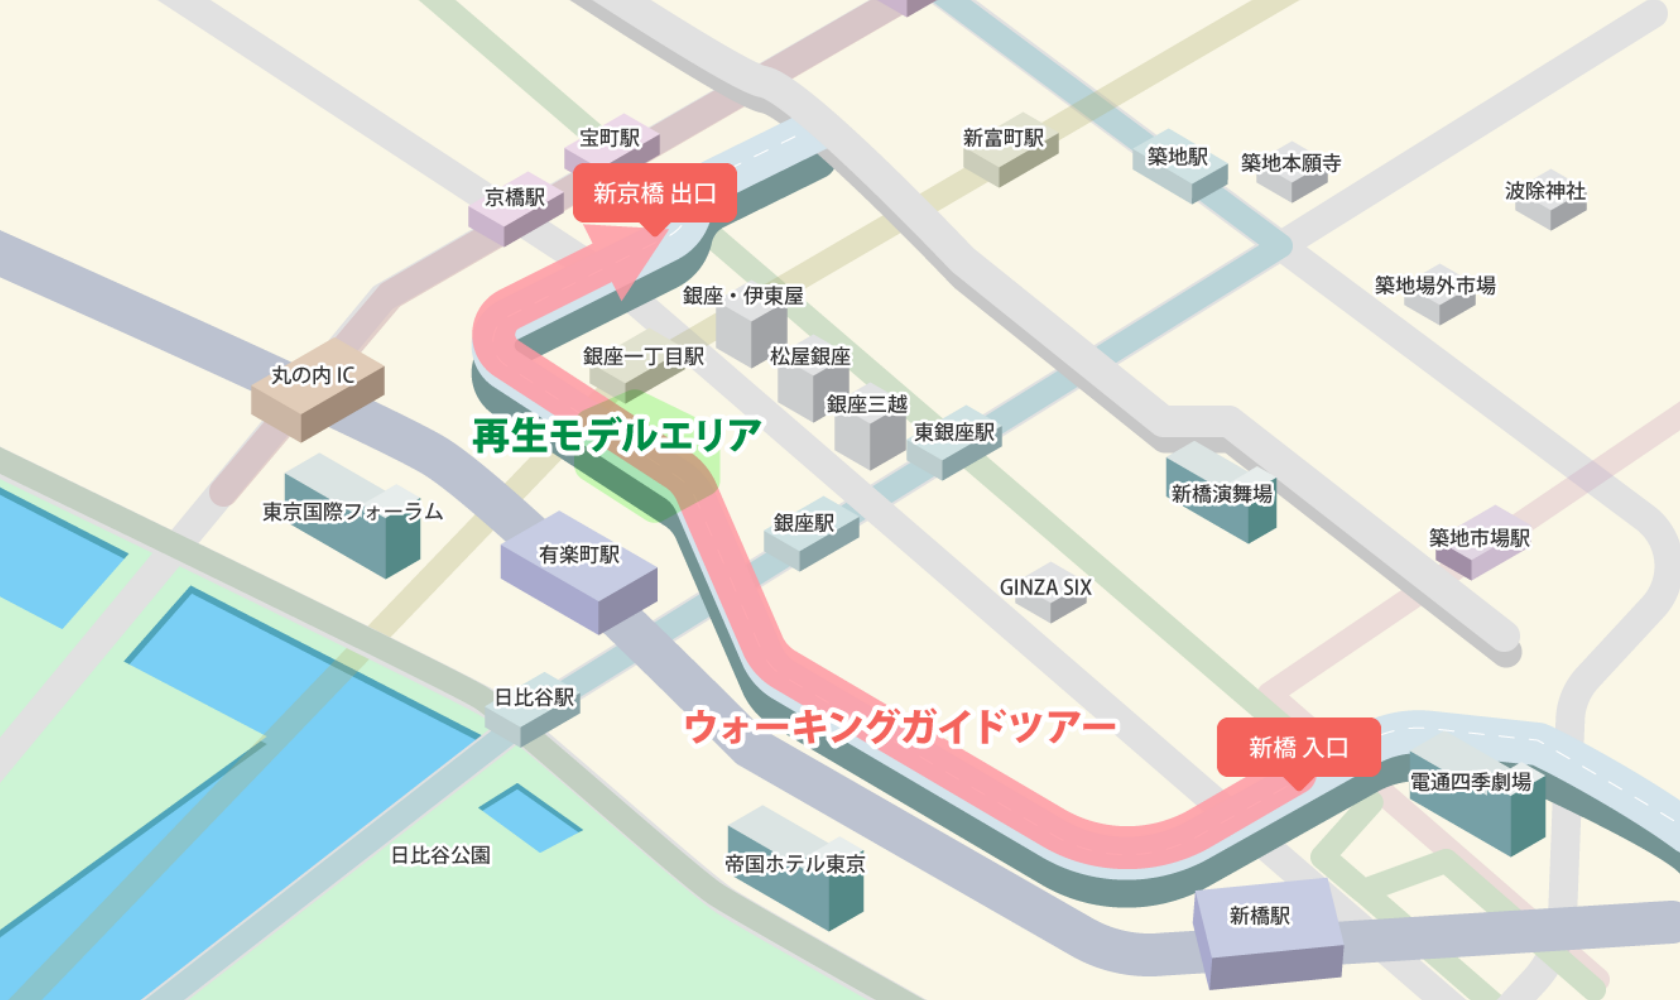 宝町駅
新富町駅
築地駅
築地本願寺
波除神社
京橋駅
新京橋 出口
築地場外市場
銀座・伊東屋
銀座一丁目駅
松屋銀座
丸の内 IC
銀座三越
再生モデルエリア
東銀座駅
新橋演舞場
東京国際フォーラム
銀座駅
築地市場駅
有楽町駅
GINZA SIX
日比谷駅
ウォーキングガイドツアー
新橋 入口
電通四季劇場
日比谷公園
帝国ホテル東京
新橋駅